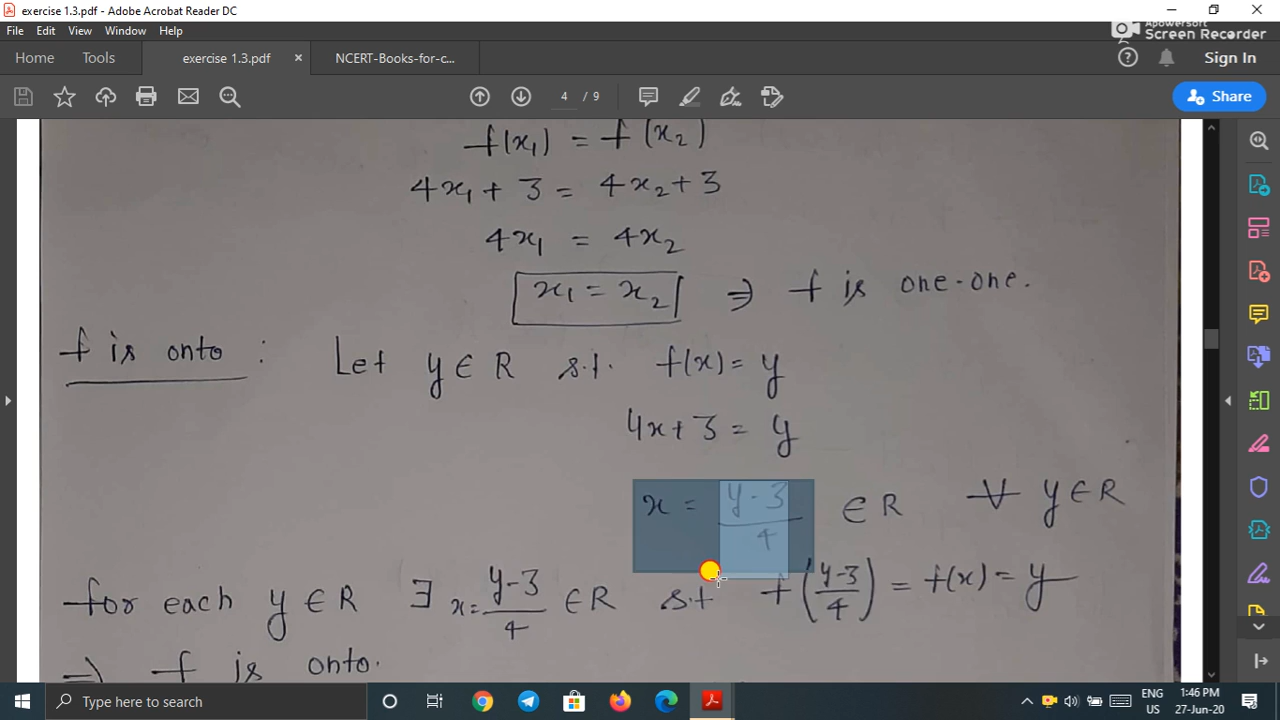 exercise 1.3.pdf - Adobe Acrobat Reader DC
Apowersoft
Screen Recorder
File Edit View Window Help
Home Tools exercise 1.3.pdf × NCERT-Books-for-c... Sign In
4 / 9 Share
f(x₁) = f(x₂)
4x₁ + 3 = 4x₂ + 3
4x₁ = 4x₂
x₁ = x₂ ⇒ f is one-one.
f is onto : Let y ∈ R s.t. f(x) = y
4x + 3 = y
x = (y-3)/4 ∈ R ∀ y ∈ R
for each y ∈ R ∃ x = (y-3)/4 ∈ R s.t f((y-3)/4) = f(x) = y
⇒ f is onto.
Type here to search
ENG
US
1:46 PM
27-Jun-20